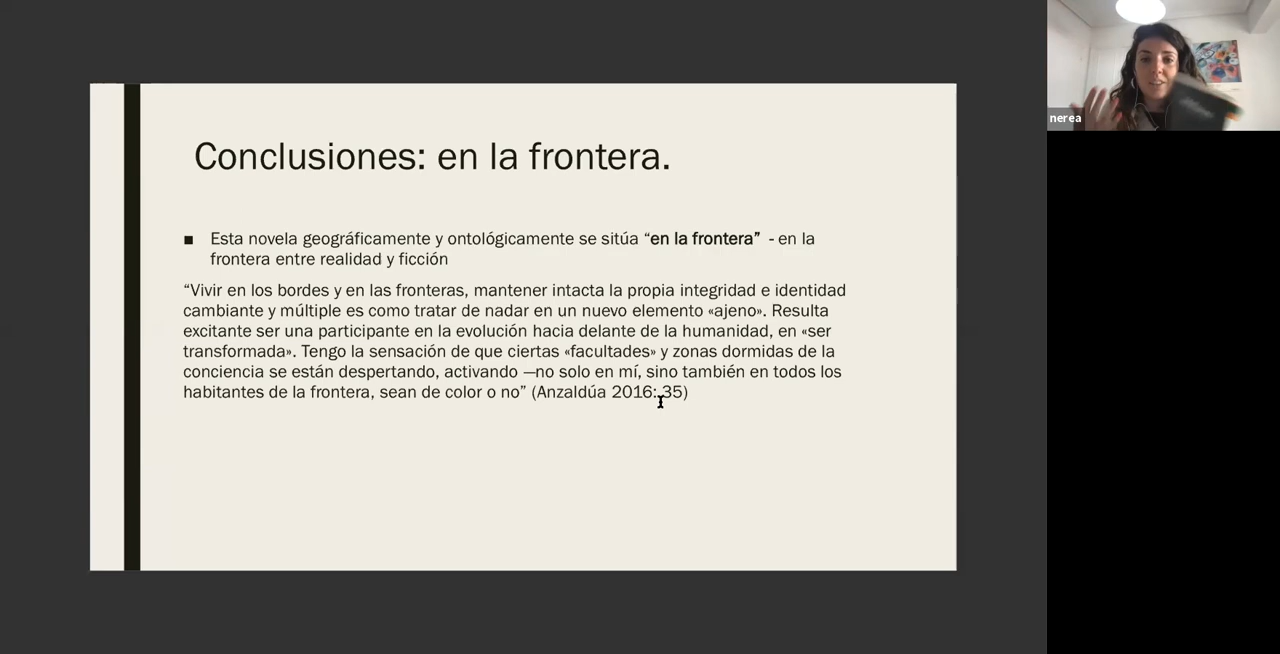 Conclusiones: en la frontera.
■ Esta novela geográficamente y ontológicamente se sitúa “en la frontera” - en la
frontera entre realidad y ficción
“Vivir en los bordes y en las fronteras, mantener intacta la propia integridad e identidad
cambiante y múltiple es como tratar de nadar en un nuevo elemento «ajeno». Resulta
excitante ser una participante en la evolución hacia delante de la humanidad, en «ser
transformada». Tengo la sensación de que ciertas «facultades» y zonas dormidas de la
conciencia se están despertando, activando —no solo en mí, sino también en todos los
habitantes de la frontera, sean de color o no” (Anzaldúa 2016: 35)
nerea